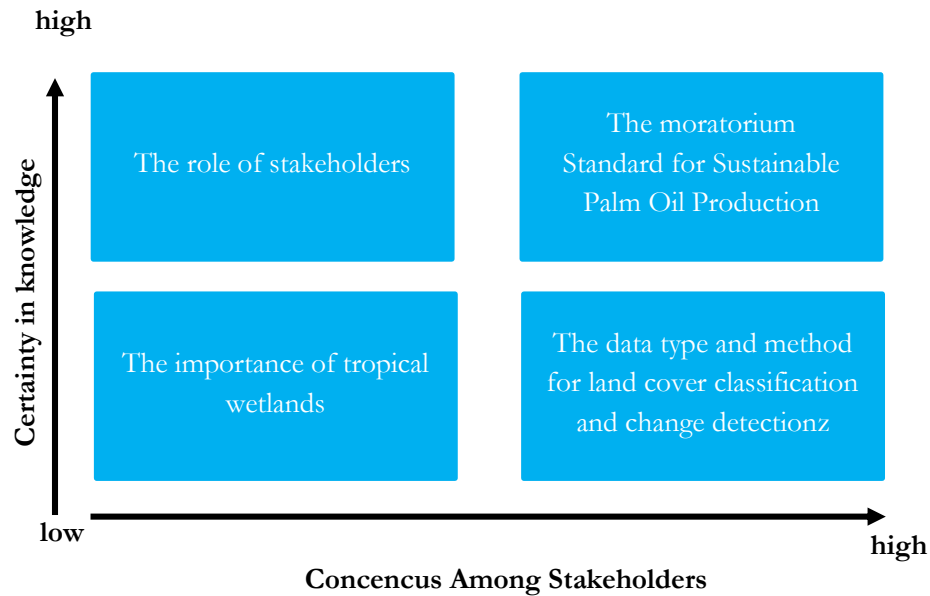 high
Certainty in knowledge
The role of stakeholders
The moratorium
Standard for Sustainable
Palm Oil Production
The importance of tropical
wetlands
The data type and method
for land cover classification
and change detectionz
low
high
Concencus Among Stakeholders